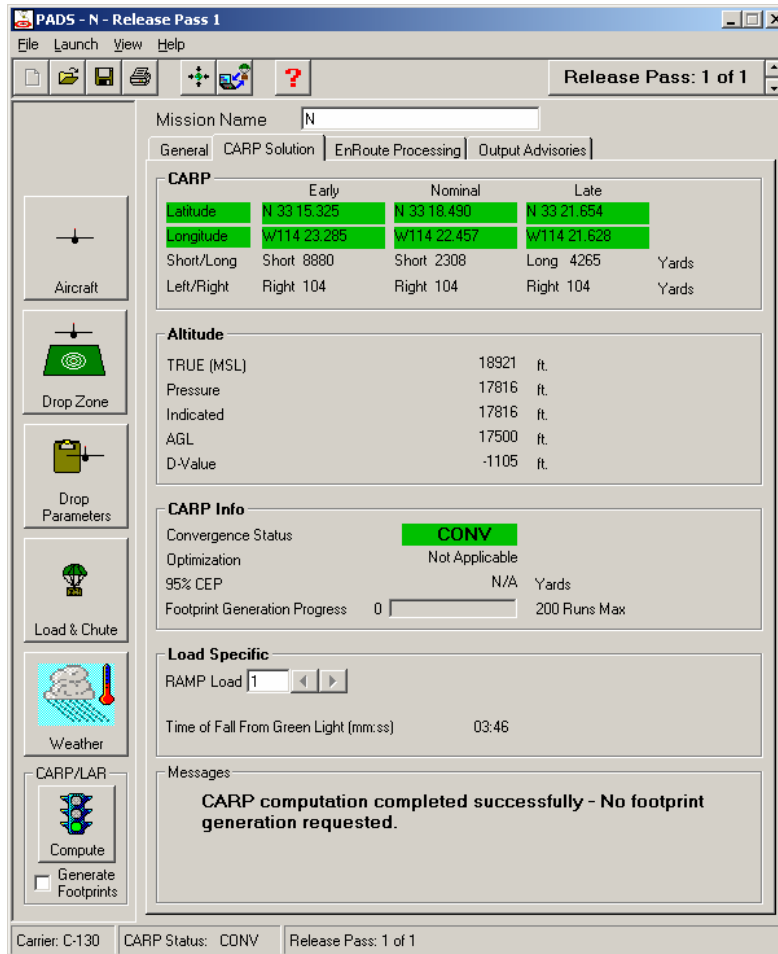 PADS - N - Release Pass 1
File Launch View Help
Release Pass: 1 of 1
Mission Name N
General CARP Solution EnRoute Processing Output Advisories
CARP
Early Nominal Late
Latitude N 33 15.325 N 33 18.490 N 33 21.654
Longitude W114 23.285 W114 22.457 W114 21.628
Short/Long Short 8880 Short 2308 Long 4265 Yards
Left/Right Right 104 Right 104 Right 104 Yards
Aircraft
Drop Zone
Drop Parameters
Load & Chute
Weather
CARP/LAR
Compute
Generate Footprints
Altitude
TRUE (MSL) 18921 ft.
Pressure 17816 ft.
Indicated 17816 ft.
AGL 17500 ft.
D-Value -1105 ft.
CARP Info
Convergence Status CONV
Optimization Not Applicable
95% CEP N/A Yards
Footprint Generation Progress 0 200 Runs Max
Load Specific
RAMP Load 1
Time of Fall From Green Light (mm:ss) 03:46
Messages
CARP computation completed successfully - No footprint
generation requested.
Carrier: C-130 CARP Status: CONV Release Pass: 1 of 1